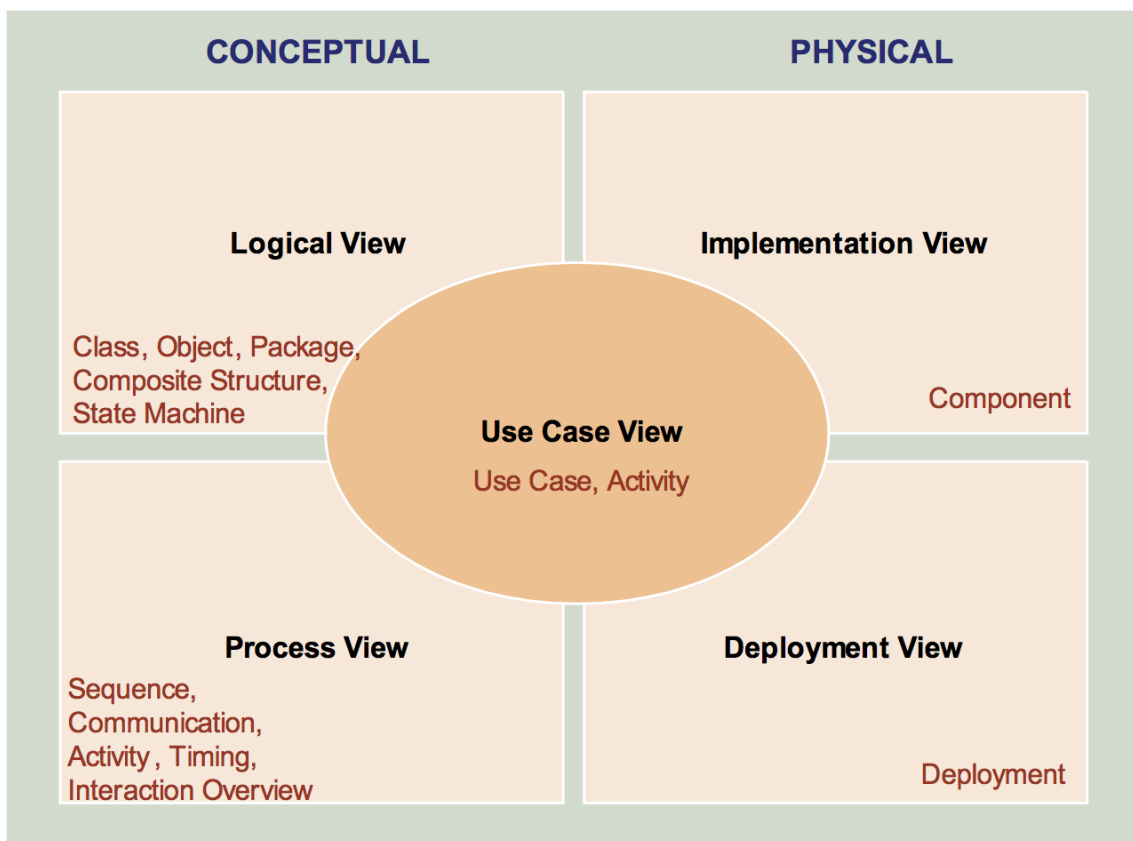 CONCEPTUAL
PHYSICAL
Logical View
Class, Object, Package,
Composite Structure,
State Machine
Implementation View
Component
Use Case View
Use Case, Activity
Process View
Sequence,
Communication,
Activity , Timing,
Interaction Overview
Deployment View
Deployment